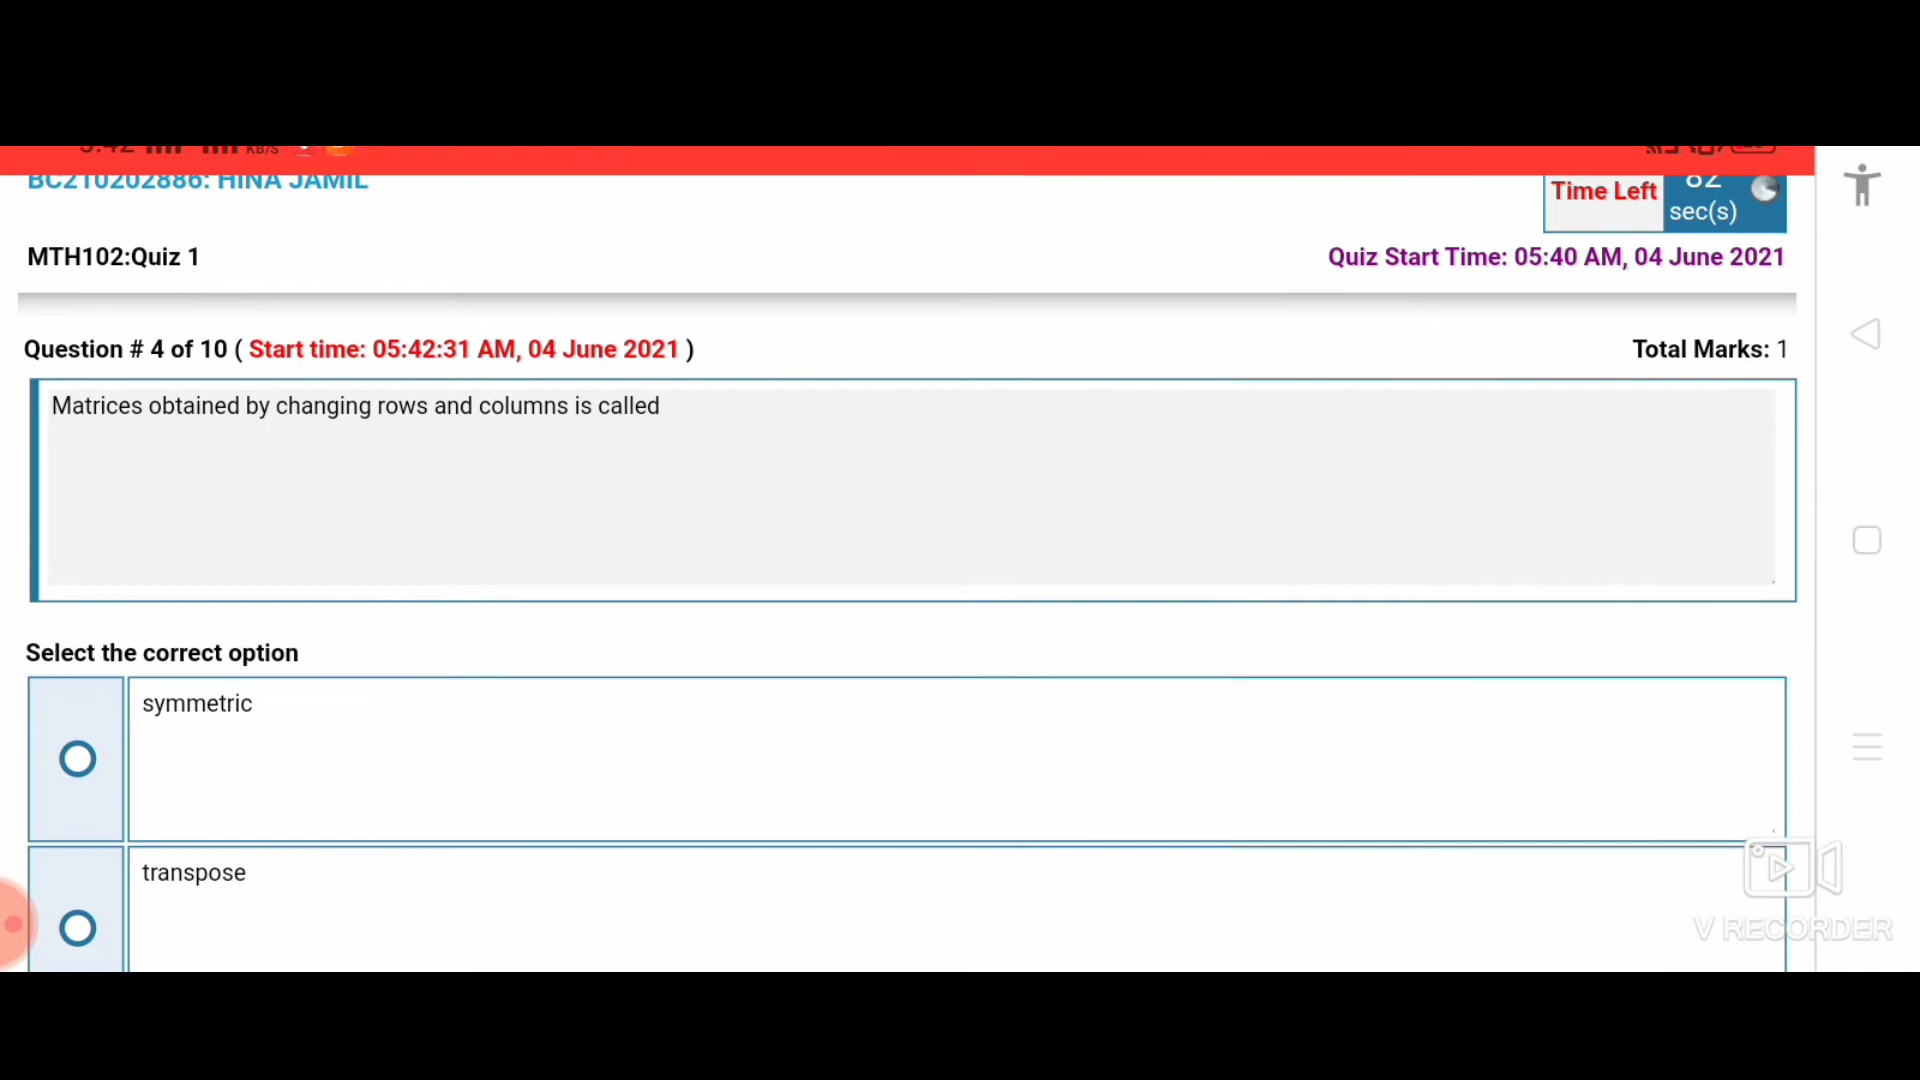 KB/S
BC210202886: HINA JAMIL
Time Left
82
sec(s)
MTH102:Quiz 1
Quiz Start Time: 05:40 AM, 04 June 2021
Question # 4 of 10 ( Start time: 05:42:31 AM, 04 June 2021 )
Total Marks: 1
Matrices obtained by changing rows and columns is called
Select the correct option
symmetric
transpose
V RECORDER